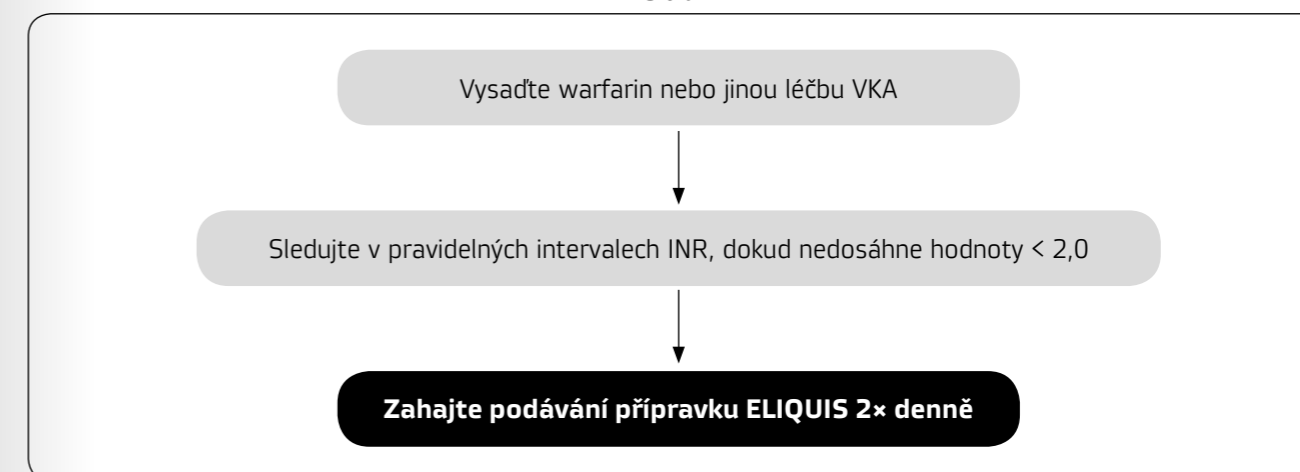 Vysaďte warfarin nebo jinou léčbu VKA
Sledujte v pravidelných intervalech INR, dokud nedosáhne hodnoty < 2,0
Zahajte podávání přípravku ELIQUIS 2× denně